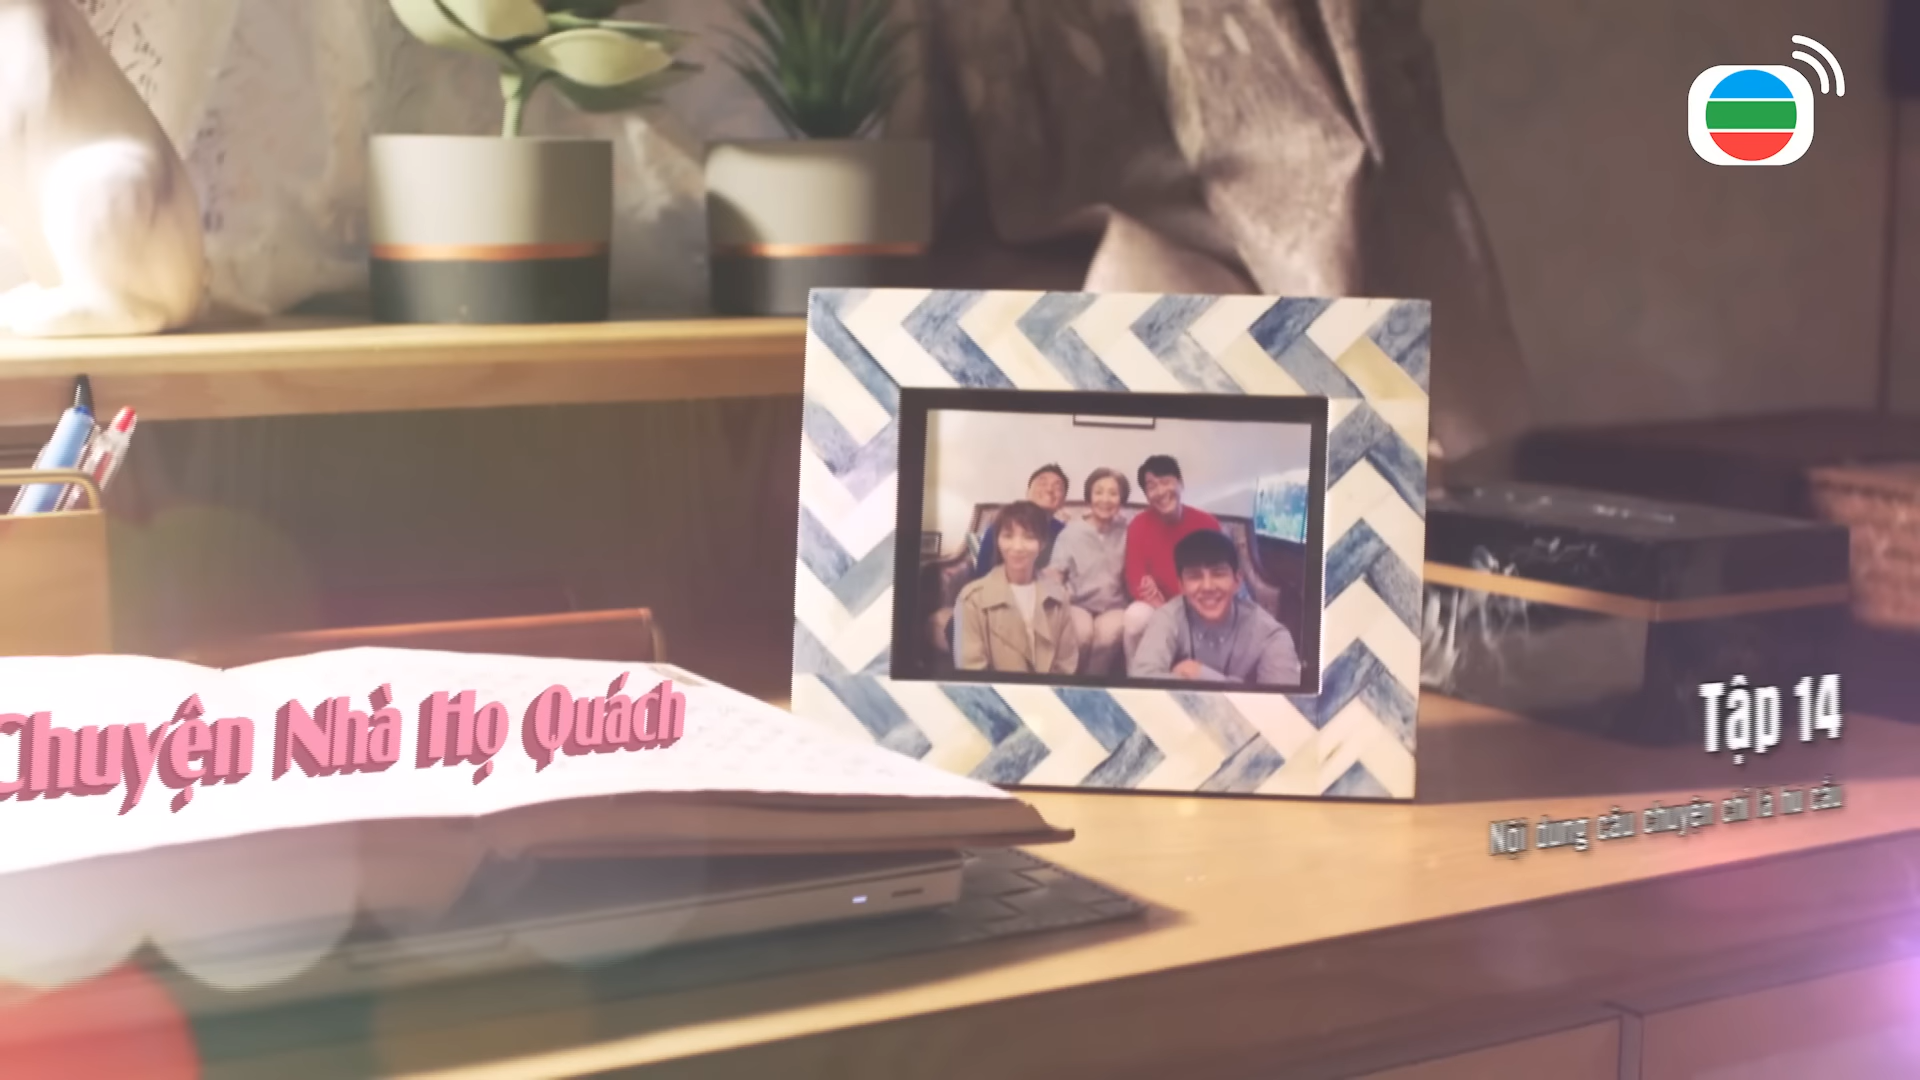 Chuyện Nhà Họ Quách
Tập 14
Nội dung câu chuyện chỉ là hư cấu